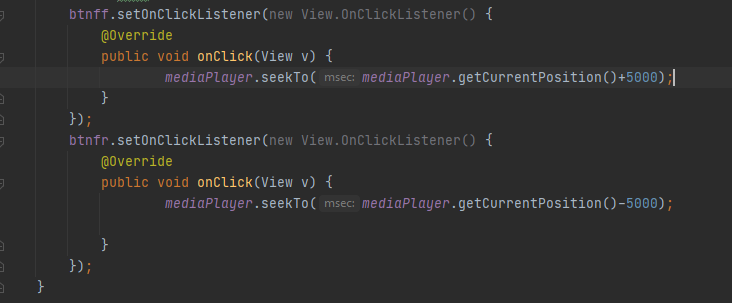 btnff.setOnClickListener(new View.OnClickListener() {
@Override
public void onClick(View v) {
mediaPlayer.seekTo( msec: mediaPlayer.getCurrentPosition()+5000);
}
});
btnfr.setOnClickListener(new View.OnClickListener() {
@Override
public void onClick(View v) {
mediaPlayer.seekTo( msec: mediaPlayer.getCurrentPosition()-5000);
}
});
}